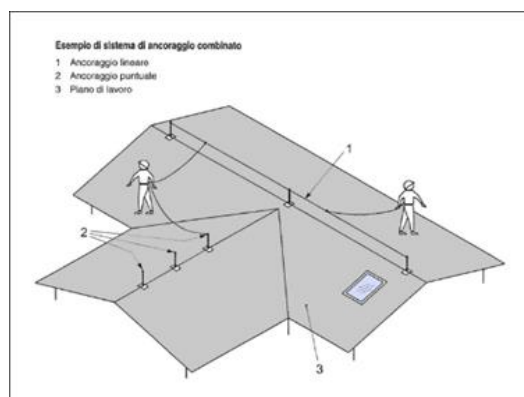 Esempio di sistema di ancoraggio combinato
1 Ancoraggio lineare
2 Ancoraggio puntuale
3 Piano di lavoro
1
2
3